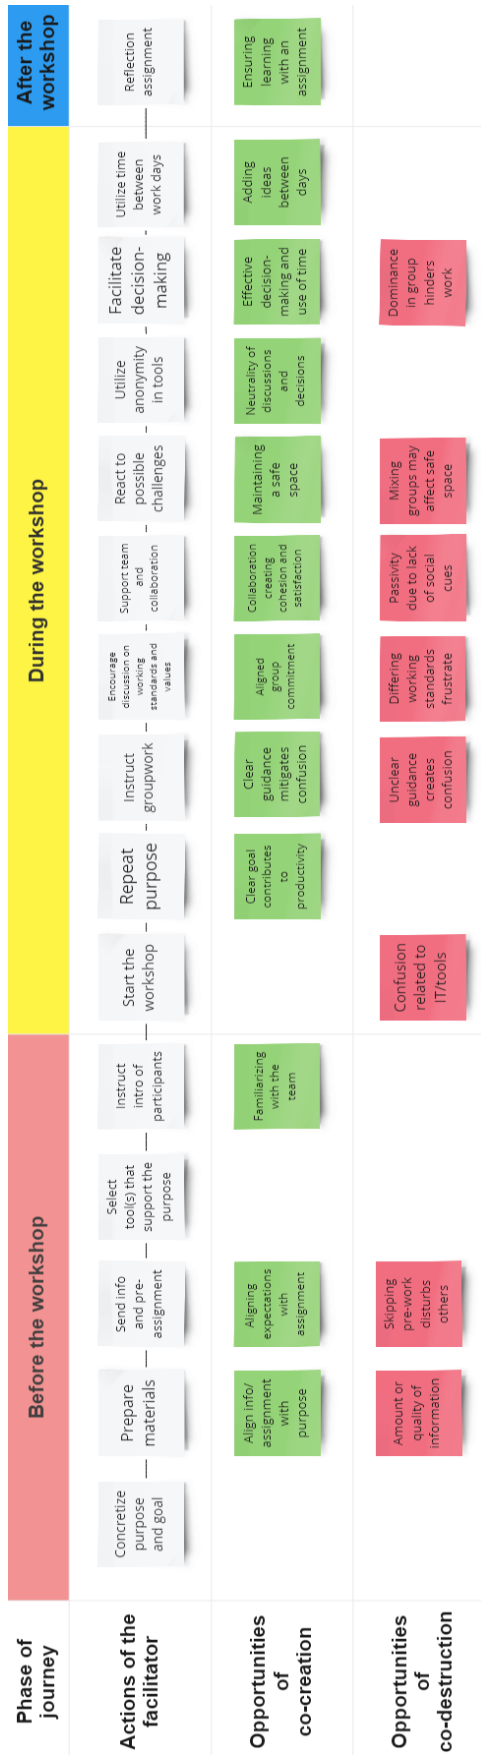 Phase of
journey
Before the workshop
During the workshop
After the
workshop
Actions of the
facilitator
Concretize
purpose
and goal
Prepare
materials
Send info
and pre-
assignment
Select
tool(s) that
support the
purpose
Instruct
intro of
participants
Start the
workshop
Repeat
purpose
Instruct
groupwork
Encourage
discussion on
working
standards and
values
Support team
and
collaboration
React to
possible
challenges
Utilize
anonymity
in tools
Facilitate
decision-
making
Utilize time
between
work days
Reflection
assignment
Opportunities
of
co-creation
Align info/
assignment
with
purpose
Aligning
expectations
with
assignment
Familiarizing
with the
team
Clear goal
contributes
to
productivity
Clear
guidance
mitigates
confusion
Aligned
group
commitment
Collaboration
creating
cohesion and
satisfaction
Maintaining
a safe
space
Neutrality of
discussions
and
decisions
Effective
decision-
making and
use of time
Adding
ideas
between
days
Ensuring
learning
with an
assignment
Opportunities
of
co-destruction
Amount or
quality of
information
Skipping
pre-work
disturbs
others
Confusion
related to
IT/tools
Unclear
guidance
creates
confusion
Differing
working
standards
frustrate
Passivity
due to lack
of social
cues
Mixing
groups may
affect safe
space
Dominance
in group
hinders
work